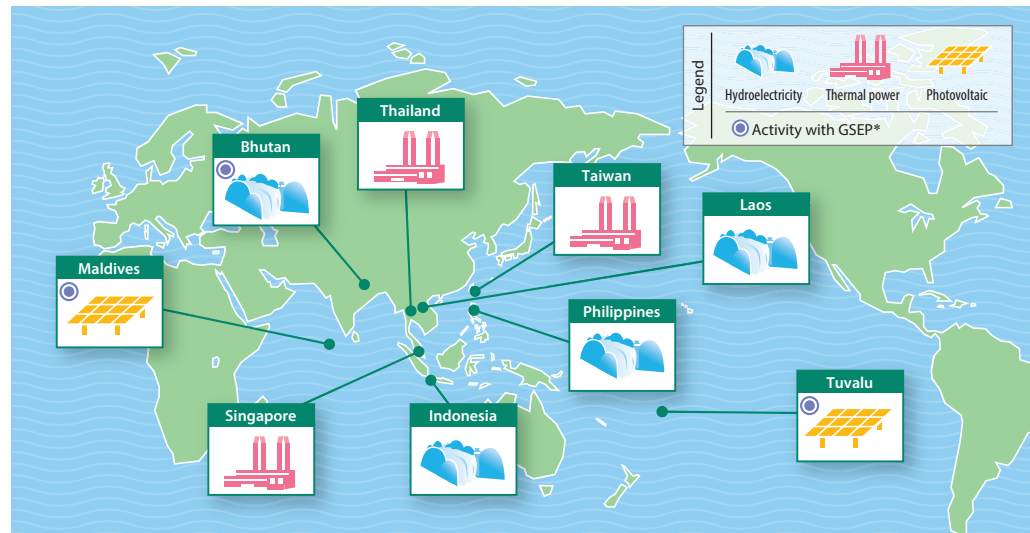 Legend
Hydroelectricity
Thermal power
Photovoltaic
Activity with GSEP*
Thailand
Bhutan
Taiwan
Laos
Maldives
Philippines
Tuvalu
Singapore
Indonesia